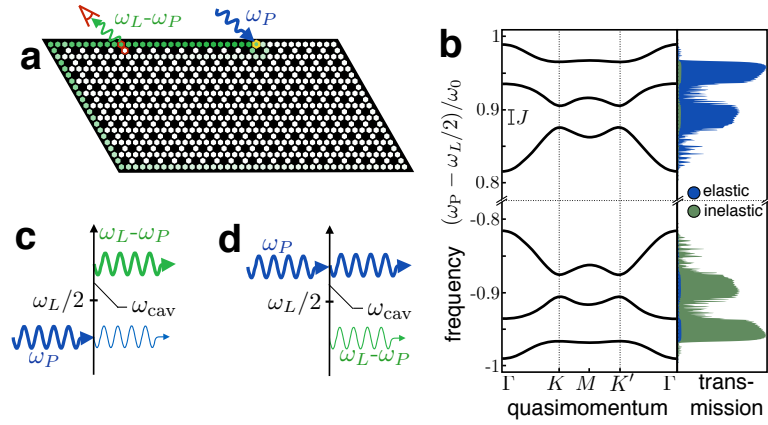 a
ω_L-ω_P
ω_P
b
frequency (ω_P − ω_L/2)/ω_0
1
0.9
0.8
-0.8
-0.9
-1
J
elastic
inelastic
Γ K M K′ Γ
quasimomentum
trans-
mission
c
ω_L-ω_P
ω_L/2
ω_cav
ω_P
d
ω_P
ω_L/2
ω_cav
ω_L-ω_P